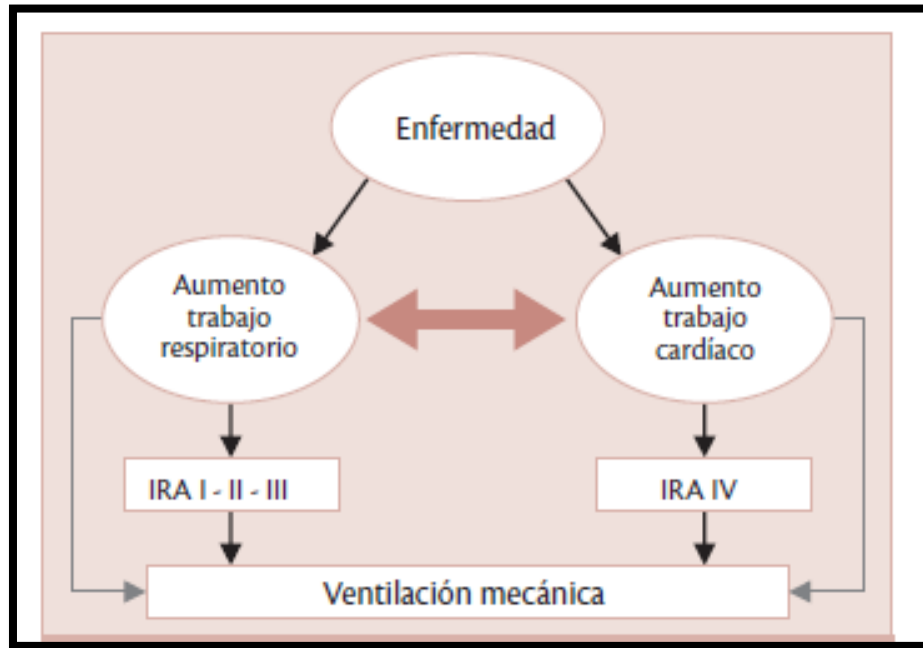 Enfermedad
Aumento
trabajo
respiratorio
Aumento
trabajo
cardíaco
IRA I - II - III
IRA IV
Ventilación mecánica